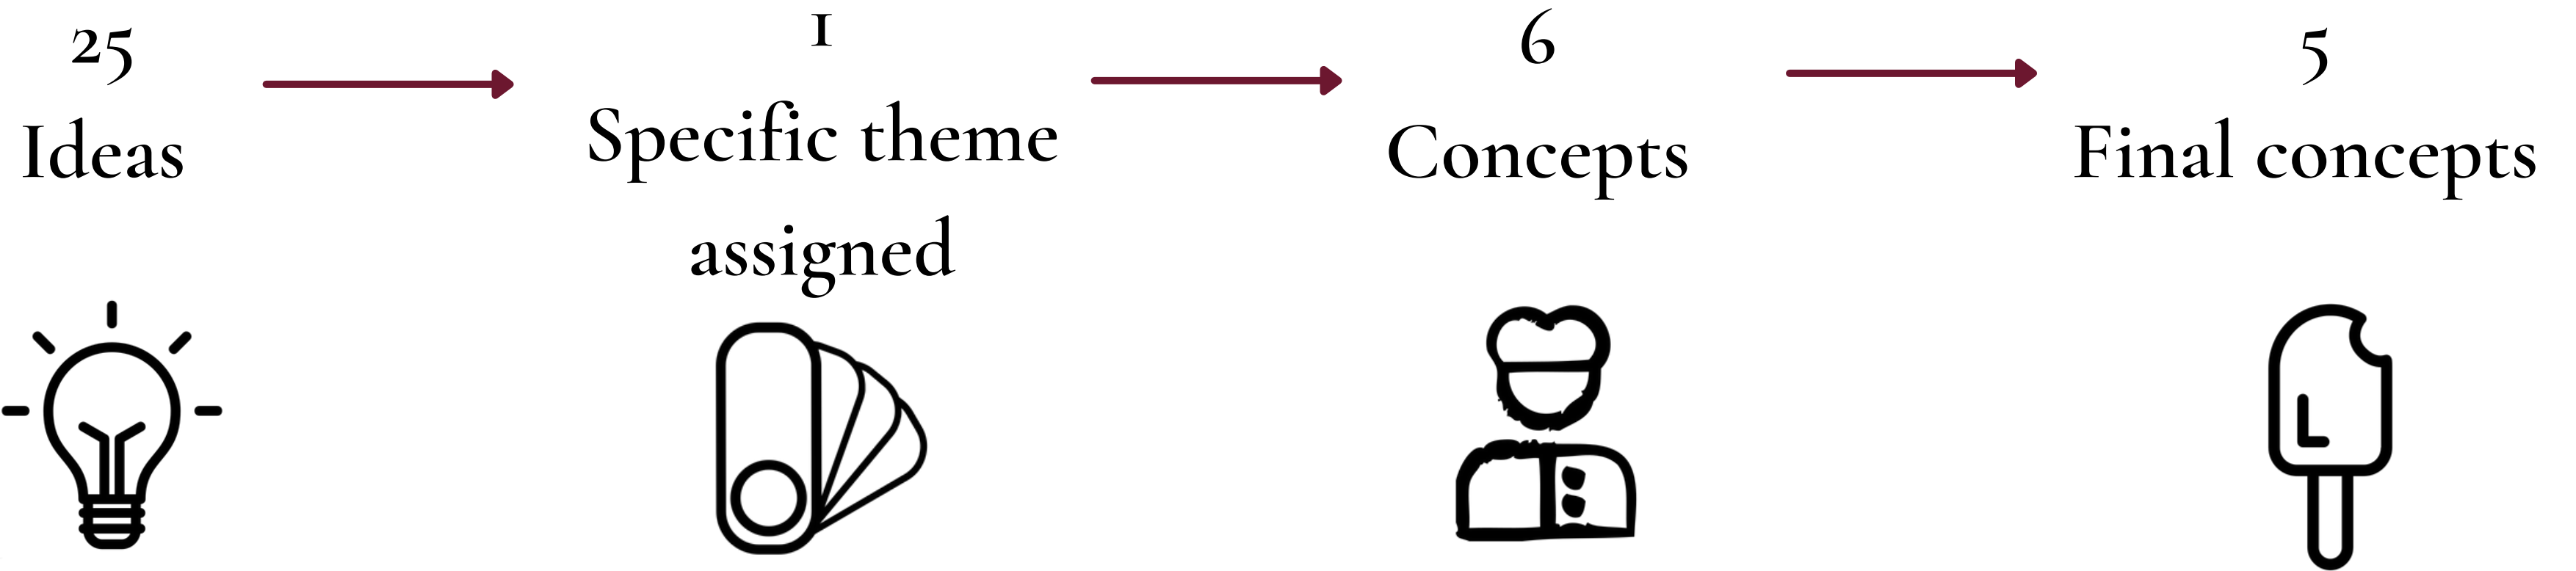 25
Ideas
1
Specific theme
assigned
6
Concepts
5
Final concepts